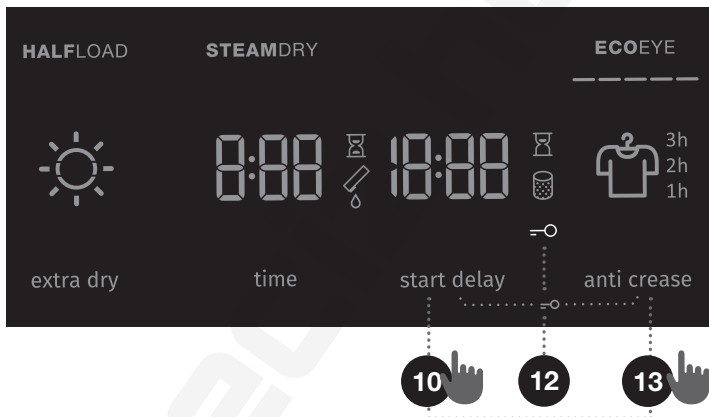 HALFLOAD STEAMDRY ECOEYE
8:88 18:88 3h
2h
1h
extra dry time start delay anti crease
10 12 13